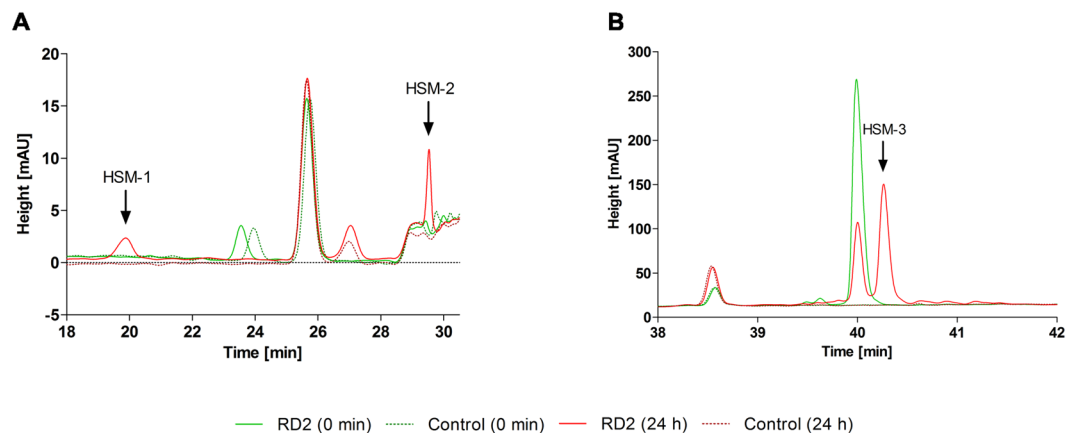 A
HSM-1
HSM-2
Height [mAU]
20
15
10
5
0
-5
18 20 22 24 26 28 30
Time [min]
B
HSM-3
Height [mAU]
300
250
200
150
100
50
0
38 39 40 41 42
Time [min]
RD2 (0 min) Control (0 min) RD2 (24 h) Control (24 h)